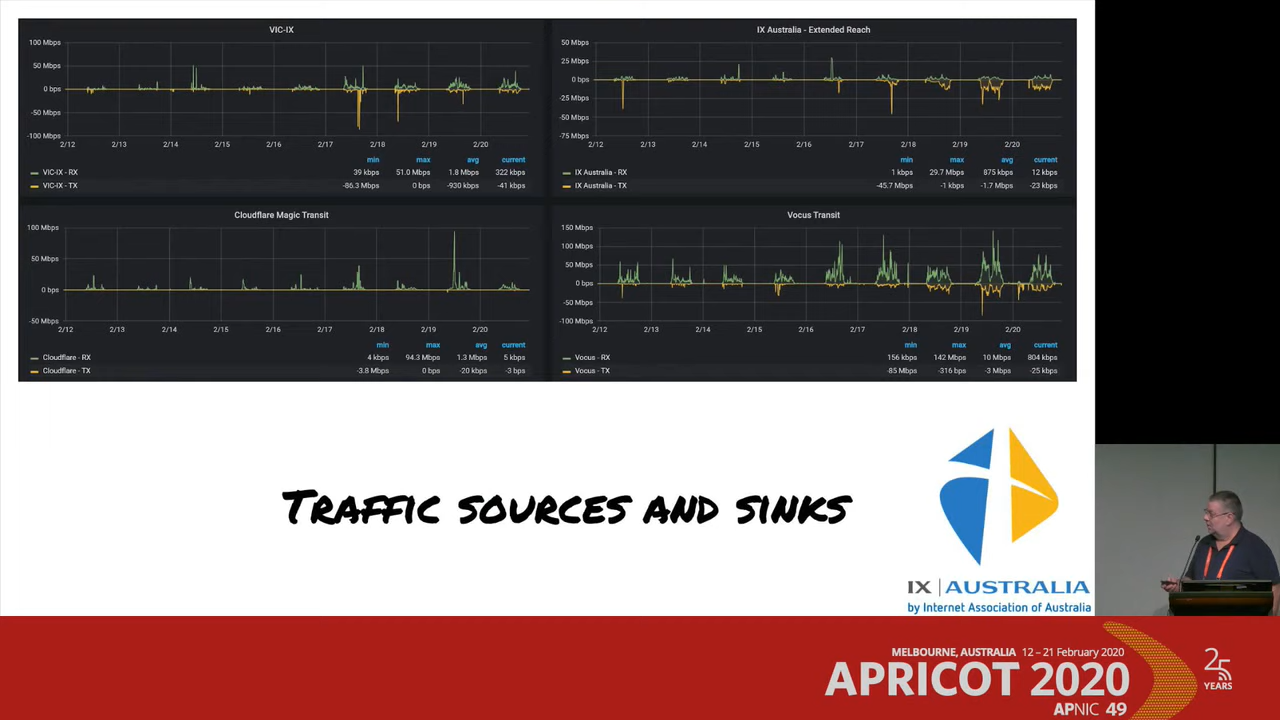 VIC-IX
100 Mbps
50 Mbps
0 bps
-50 Mbps
-100 Mbps
2/12 2/13 2/14 2/15 2/16 2/17 2/18 2/19 2/20
min max avg current
VIC-IX - RX 39 kbps 51.0 Mbps 1.8 Mbps 322 kbps
VIC-IX - TX -86.3 Mbps 0 bps -930 kbps -41 kbps
IX Australia - Extended Reach
50 Mbps
25 Mbps
0 bps
-25 Mbps
-50 Mbps
-75 Mbps
2/12 2/13 2/14 2/15 2/16 2/17 2/18 2/19 2/20
min max avg current
IX Australia - RX 1 kbps 29.7 Mbps 875 kbps 12 kbps
IX Australia - TX -45.7 Mbps -1 kbps -1.7 Mbps -23 kbps
Cloudflare Magic Transit
100 Mbps
50 Mbps
0 bps
-50 Mbps
2/12 2/13 2/14 2/15 2/16 2/17 2/18 2/19 2/20
min max avg current
Cloudflare - RX 4 kbps 94.3 Mbps 1.3 Mbps 5 kbps
Cloudflare - TX -3.8 Mbps 0 bps -20 kbps -3 bps
Vocus Transit
150 Mbps
100 Mbps
50 Mbps
0 bps
-50 Mbps
-100 Mbps
2/12 2/13 2/14 2/15 2/16 2/17 2/18 2/19 2/20
min max avg current
Vocus - RX 156 kbps 142 Mbps 10 Mbps 804 kbps
Vocus - TX -85 Mbps -316 bps -3 Mbps -25 kbps
Traffic sources and sinks
IX | AUSTRALIA
by Internet Association of Australia
MELBOURNE, AUSTRALIA 12 – 21 February 2020
APRICOT 2020
APNIC 49
25
YEARS